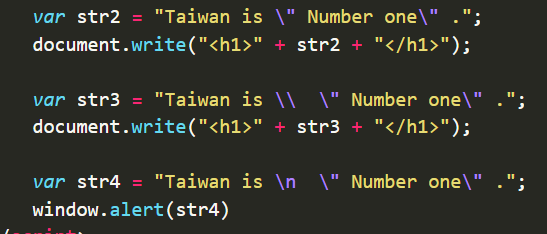 var str2 = "Taiwan is \" Number one\" .";
document.write("<h1>" + str2 + "</h1>");
var str3 = "Taiwan is \\  \" Number one\" .";
document.write("<h1>" + str3 + "</h1>");
var str4 = "Taiwan is \n  \" Number one\" .";
window.alert(str4)